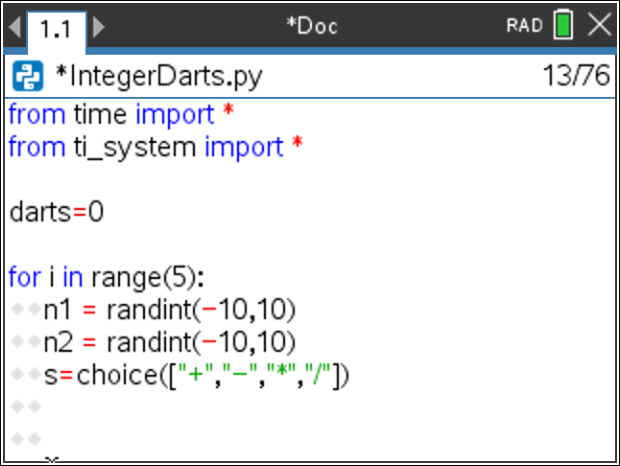 1.1 *Doc RAD
*IntegerDarts.py 13/76
from time import *
from ti_system import *
darts=0
for i in range(5):
n1 = randint(-10,10)
n2 = randint(-10,10)
s=choice(["+","-","*","/"])